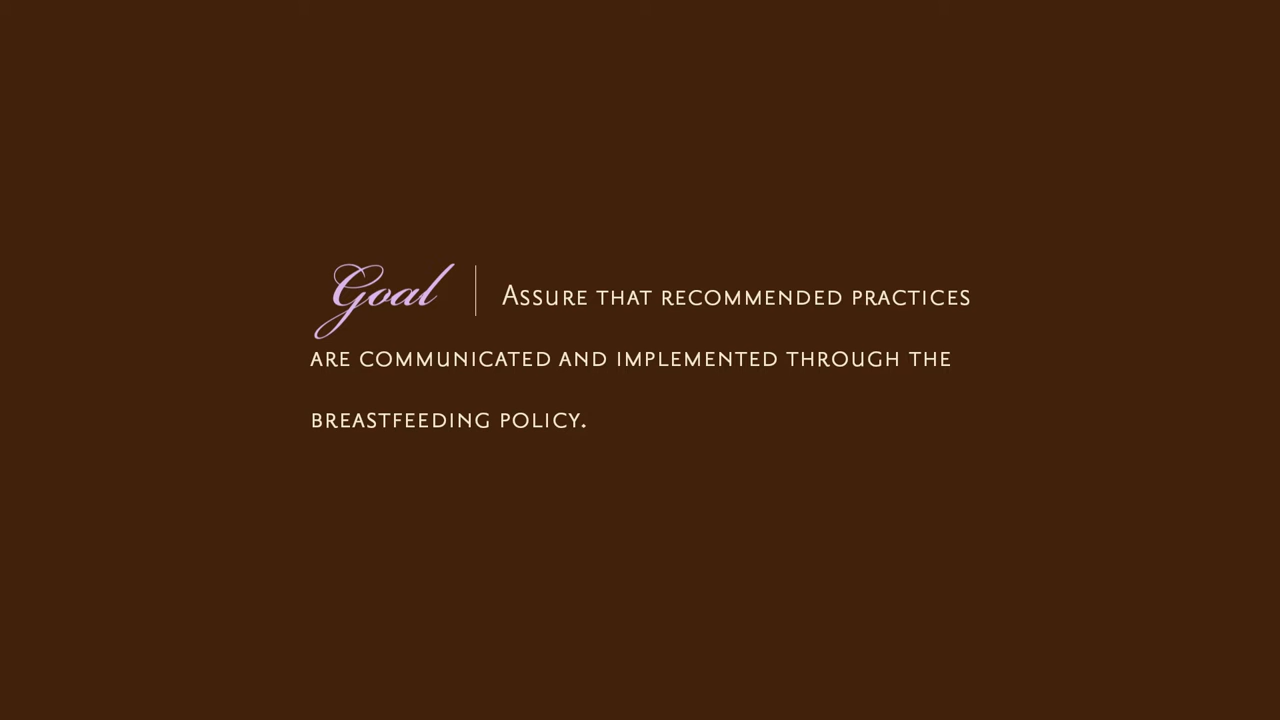 Goal | Assure that recommended practices
are communicated and implemented through the
breastfeeding policy.